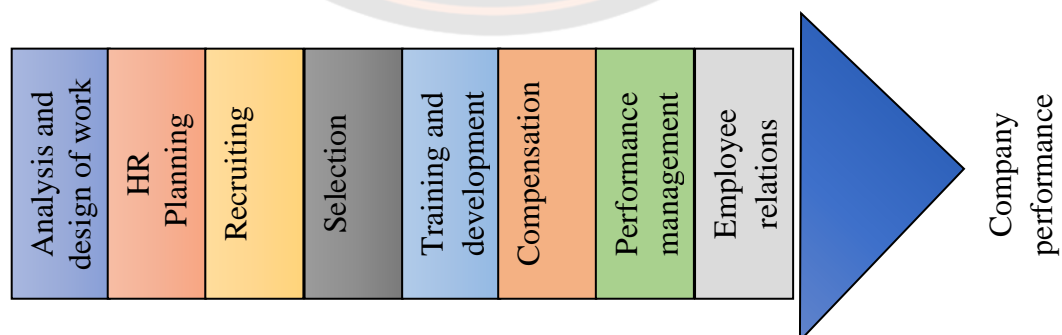 Analysis and
design of work
HR
Planning
Recruiting
Selection
Training and
development
Compensation
Performance
management
Employee
relations
Company
performance